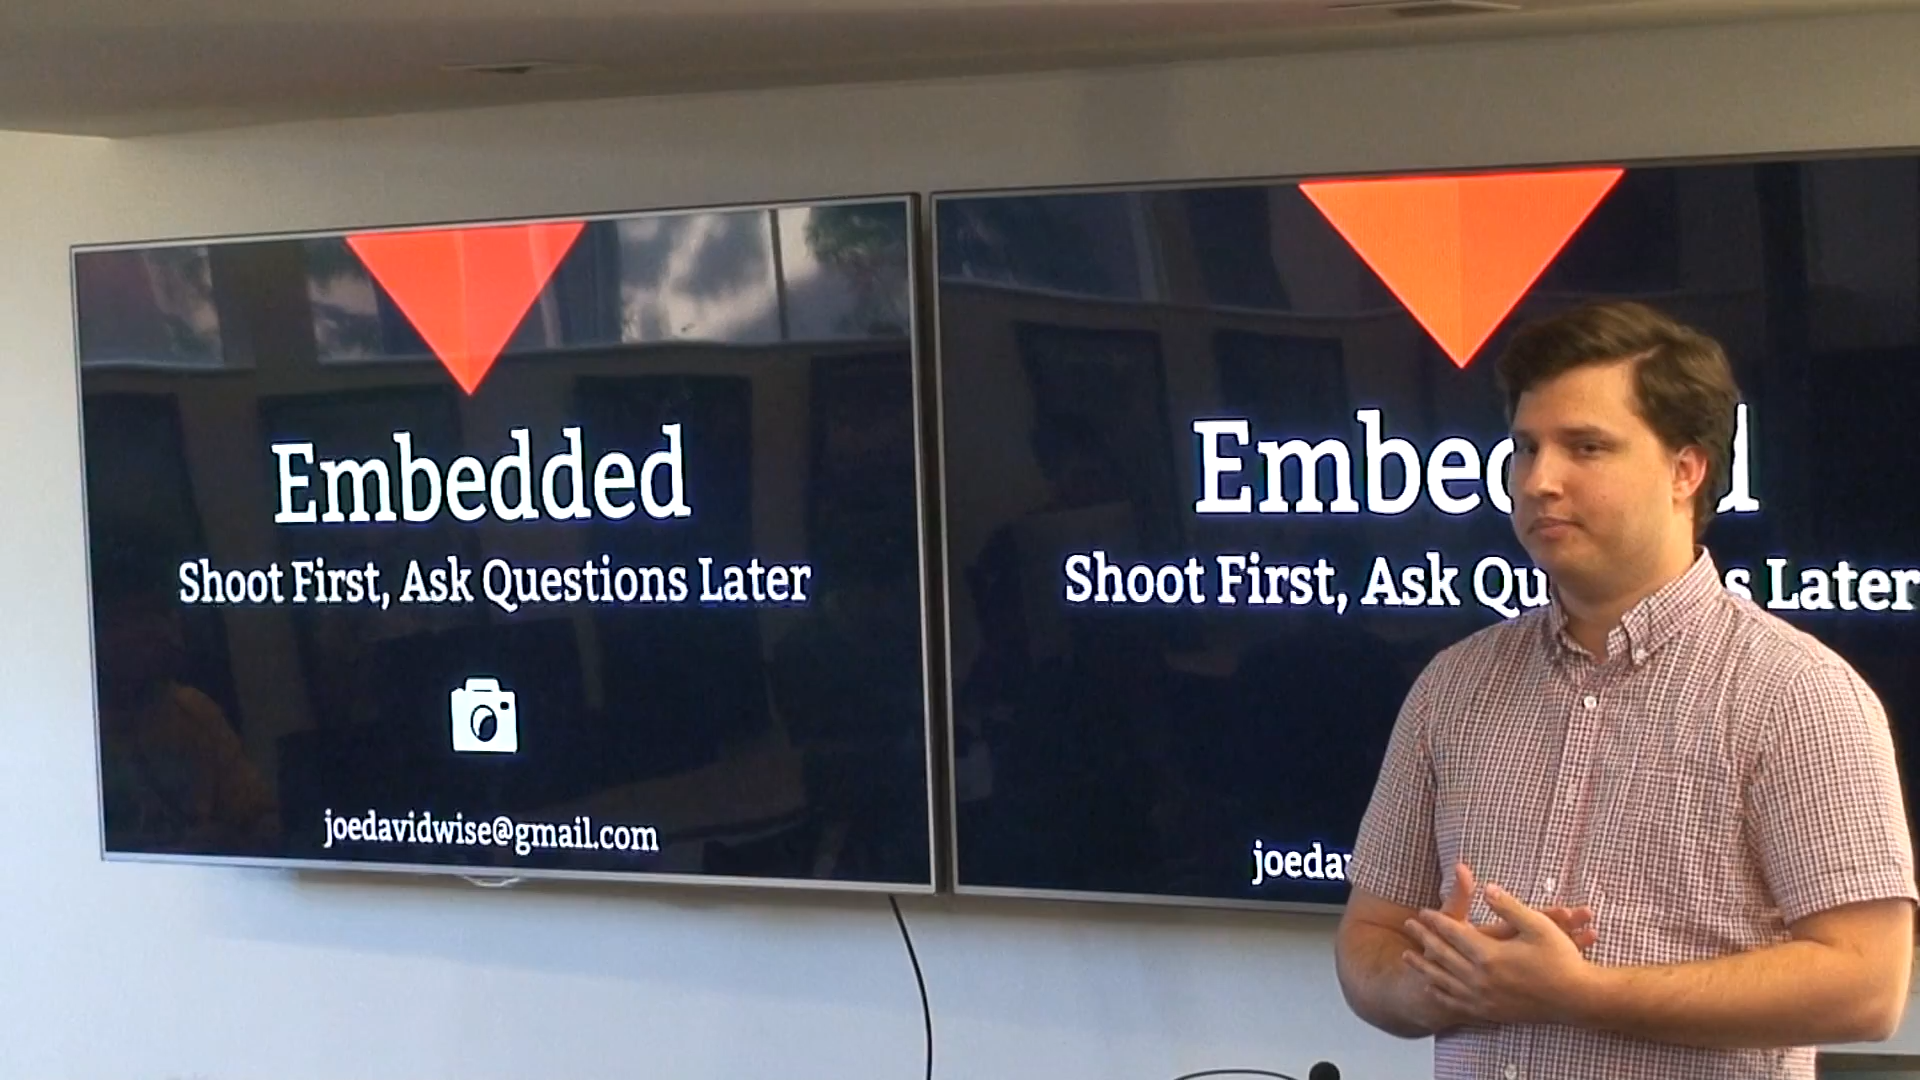 Embedded
Shoot First, Ask Questions Later
joedavidwise@gmail.com
Embed
Shoot First, Ask Qu s Later
joeda